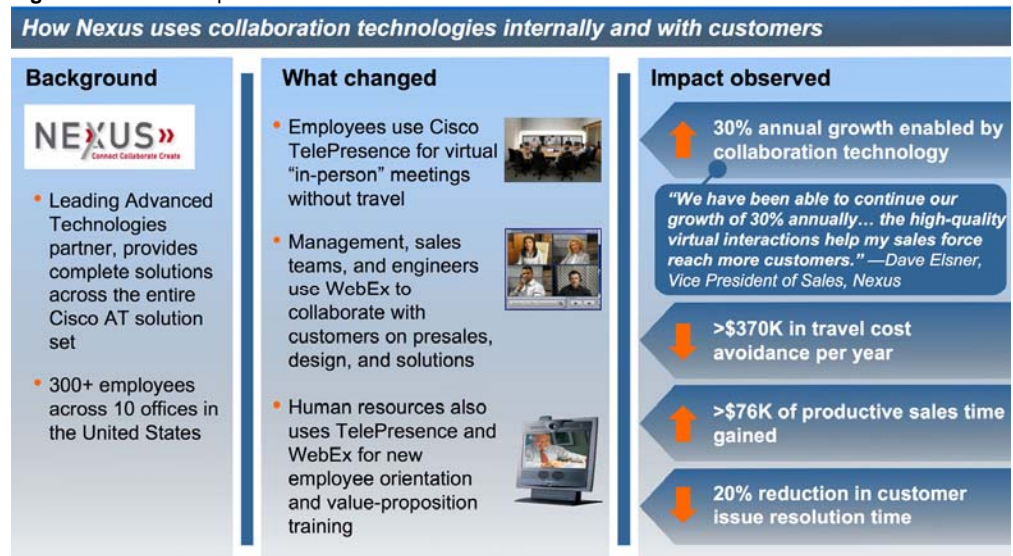 How Nexus uses collaboration technologies internally and with customers
Background
NEXUS»
Connect Collaborate Create
• Leading Advanced
Technologies
partner, provides
complete solutions
across the entire
Cisco AT solution
set
• 300+ employees
across 10 offices in
the United States
What changed
• Employees use Cisco
TelePresence for virtual
“in-person” meetings
without travel
• Management, sales
teams, and engineers
use WebEx to
collaborate with
customers on presales,
design, and solutions
• Human resources also
uses TelePresence and
WebEx for new
employee orientation
and value-proposition
training
Impact observed
30% annual growth enabled by
collaboration technology
“We have been able to continue our
growth of 30% annually… the high-quality
virtual interactions help my sales force
reach more customers.” —Dave Elsner,
Vice President of Sales, Nexus
>$370K in travel cost
avoidance per year
>$76K of productive sales time
gained
20% reduction in customer
issue resolution time